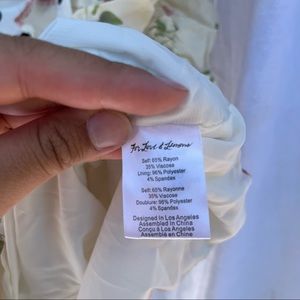 For Love & Lemons
Self: 65% Rayon
35% Viscose
Lining: 96% Polyester
4% Spandex
Self: 65% Rayonne
35% Viscose
Doublure: 96% Polyester
4% Spandex
Designed in Los Angeles
Assembled in China
Conçu à Los Angeles
Assemblé en Chine